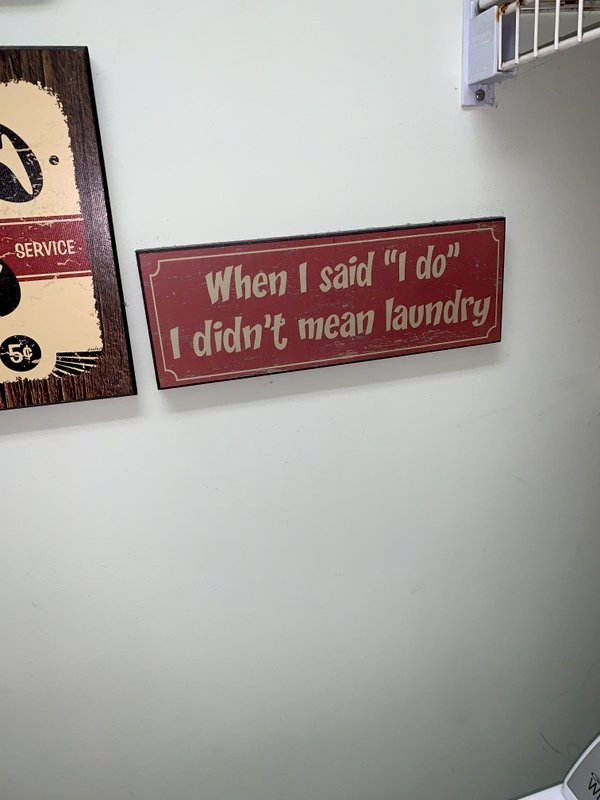 SERVICE
5¢
When I said "I do"
I didn't mean laundry